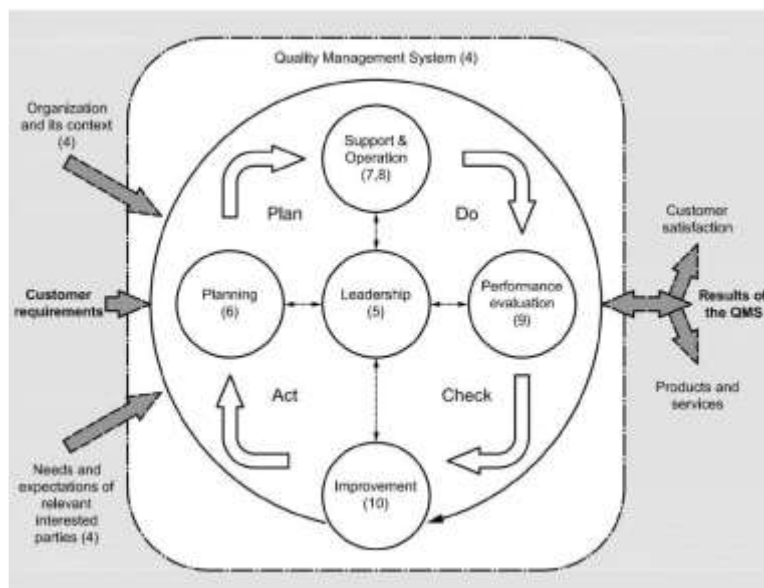 Quality Management System (4)
Organization
and its context
(4)
Support &
Operation
(7,8)
Plan
Do
Customer
satisfaction
Customer
requirements
Planning
(6)
Leadership
(5)
Performance
evaluation
(9)
Results of
the QMS
Act
Check
Products and
services
Needs and
expectations of
relevant
interested
parties (4)
Improvement
(10)